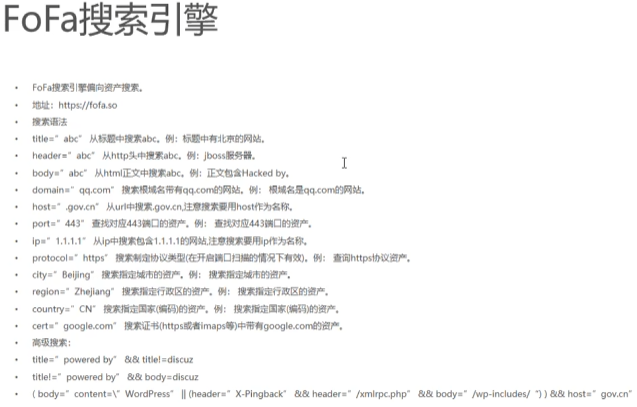 FoFa搜索引擎
• FoFa搜索引擎偏向资产搜索。
• 地址：https://fofa.so
• 搜索语法
• title=" abc" 从标题中搜索abc。例：标题中有北京的网站。
• header=" abc" 从http头中搜索abc。例：jboss服务器。
• body=" abc" 从html正文中搜索abc。例：正文包含Hacked by。
• domain=" qq.com" 搜索根域名带有qq.com的网站。例： 根域名是qq.com的网站。
• host=" .gov.cn" 从url中搜索.gov.cn,注意搜索要用host作为名称。
• port=" 443" 查找对应443端口的资产。例： 查找对应443端口的资产。
• ip=" 1.1.1.1" 从ip中搜索包含1.1.1.1的网站,注意搜索要用ip作为名称。
• protocol=" https" 搜索制定协议类型(在开启端口扫描的情况下有效)。例： 查询https协议资产。
• city=" Beijing" 搜索指定城市的资产。例： 搜索指定城市的资产。
• region=" Zhejiang" 搜索指定行政区的资产。例： 搜索指定行政区的资产。
• country=" CN" 搜索指定国家(编码)的资产。例： 搜索指定国家(编码)的资产。
• cert=" google.com" 搜索证书(https或者imaps等)中带有google.com的资产。
• 高级搜索：
• title=" powered by" && title!=discuz
• title!=" powered by" && body=discuz
• ( body=" content=\" WordPress" || (header=" X-Pingback" && header=" /xmlrpc.php" && body=" /wp-includes/ ") ) && host=" gov.cn"